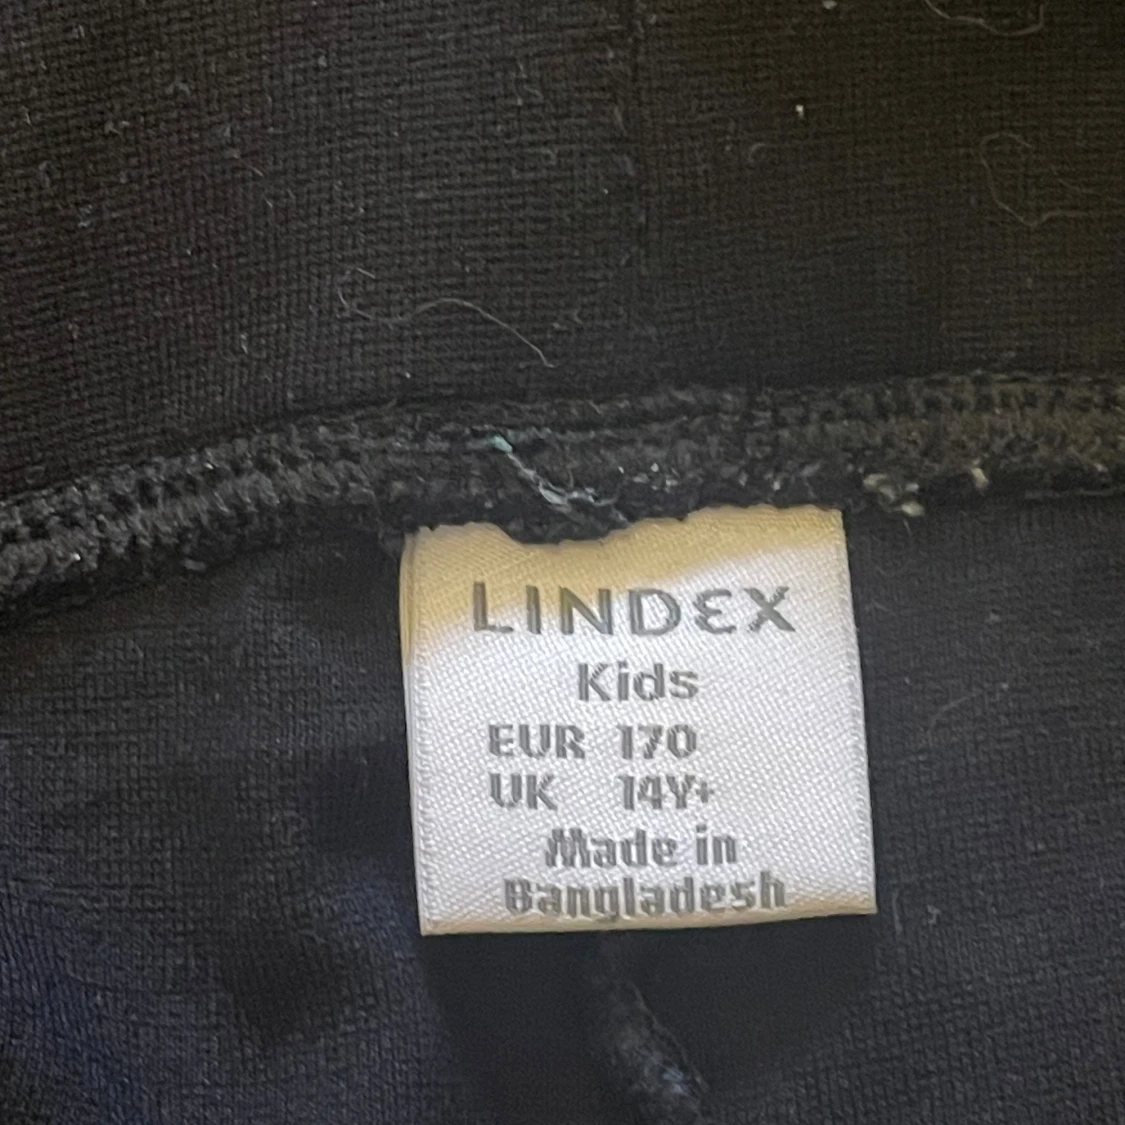 LINDEX
Kids
EUR 170
UK 14Y+
Made in
Bangladesh